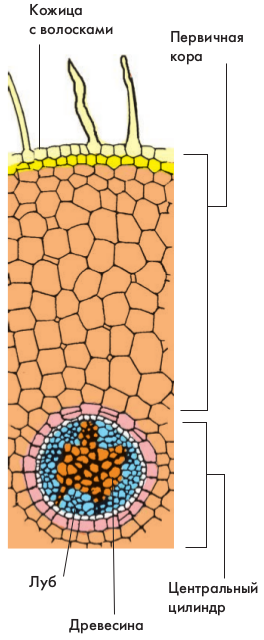 Кожица
с волосками
Первичная
кора
Луб
Центральный
цилиндр
Древесина